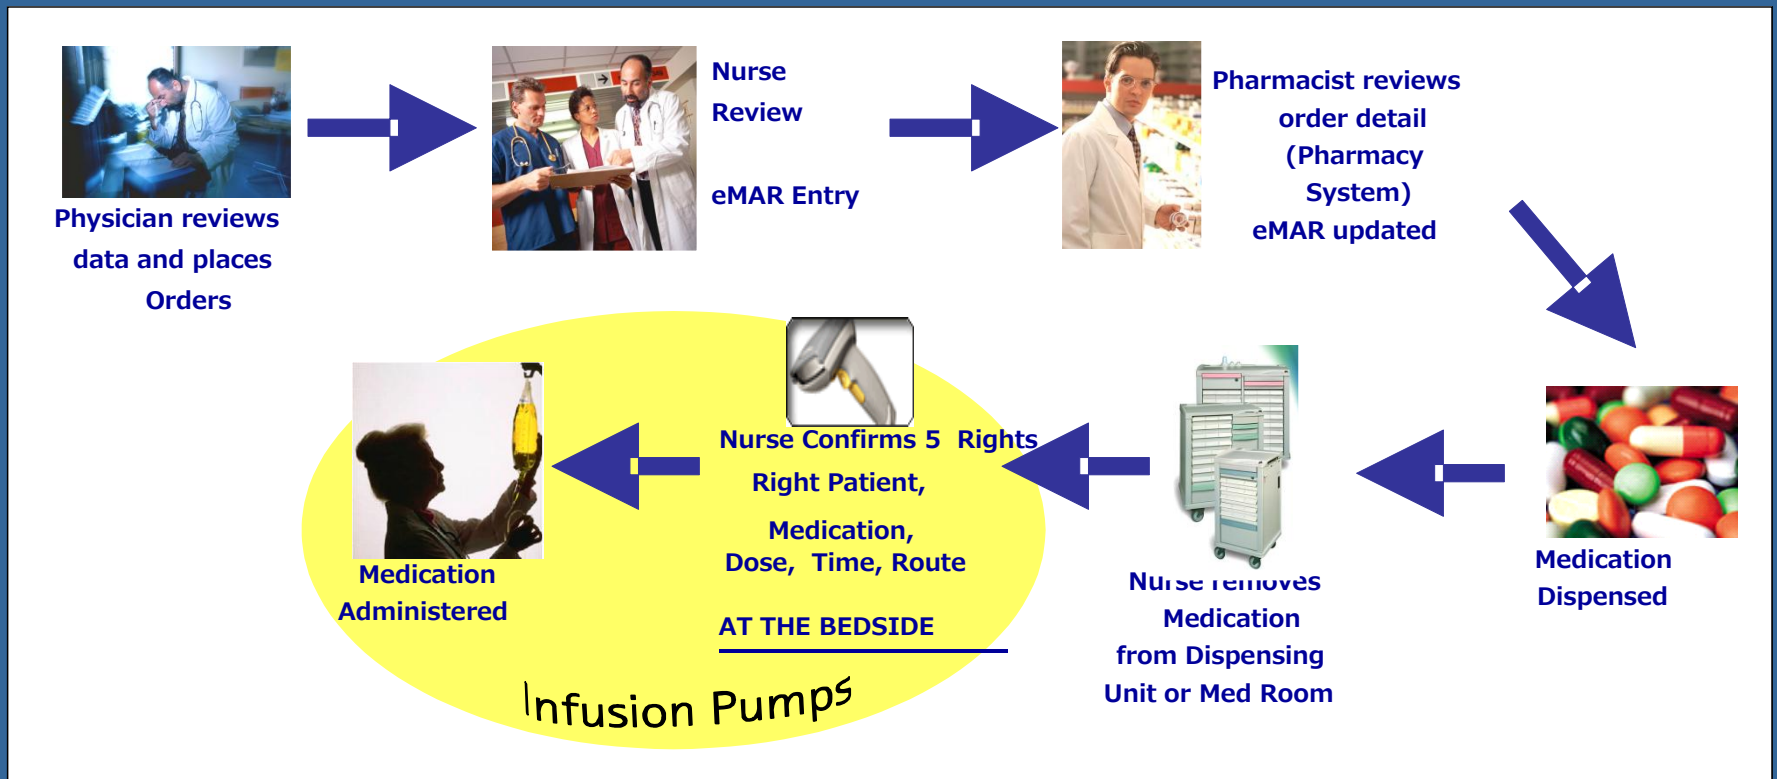 Physician reviews
data and places
Orders
Nurse
Review
eMAR Entry
Pharmacist reviews
order detail
(Pharmacy
System)
eMAR updated
Medication
Dispensed
Nurse removes
Medication
from Dispensing
Unit or Med Room
Nurse Confirms 5 Rights
Right Patient,
Medication,
Dose, Time, Route
AT THE BEDSIDE
Medication
Administered
Infusion Pumps